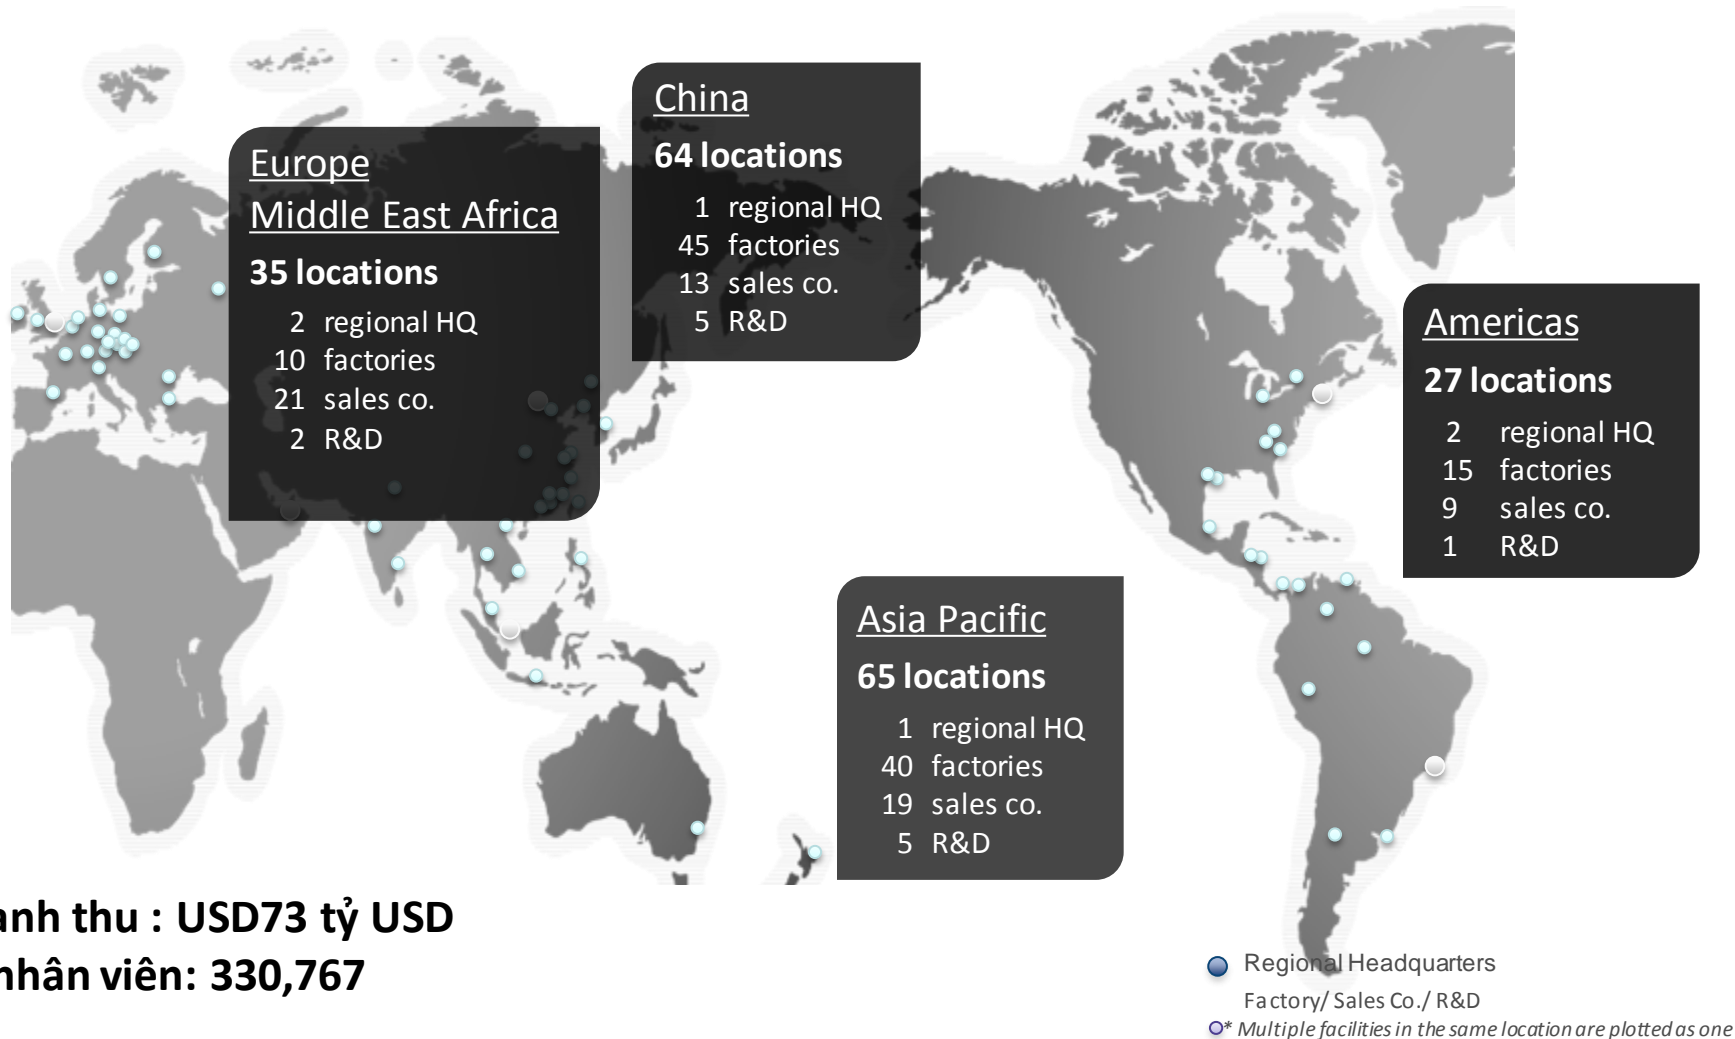 China
64 locations
1 regional HQ
45 factories
13 sales co.
5 R&D
Europe
Middle East Africa
35 locations
2 regional HQ
10 factories
21 sales co.
2 R&D
Americas
27 locations
2 regional HQ
15 factories
9 sales co.
1 R&D
Asia Pacific
65 locations
1 regional HQ
40 factories
19 sales co.
5 R&D
anh thu : USD73 tỷ USD
nhân viên: 330,767
Regional Headquarters
Factory/ Sales Co./ R&D
* Multiple facilities in the same location are plotted as one